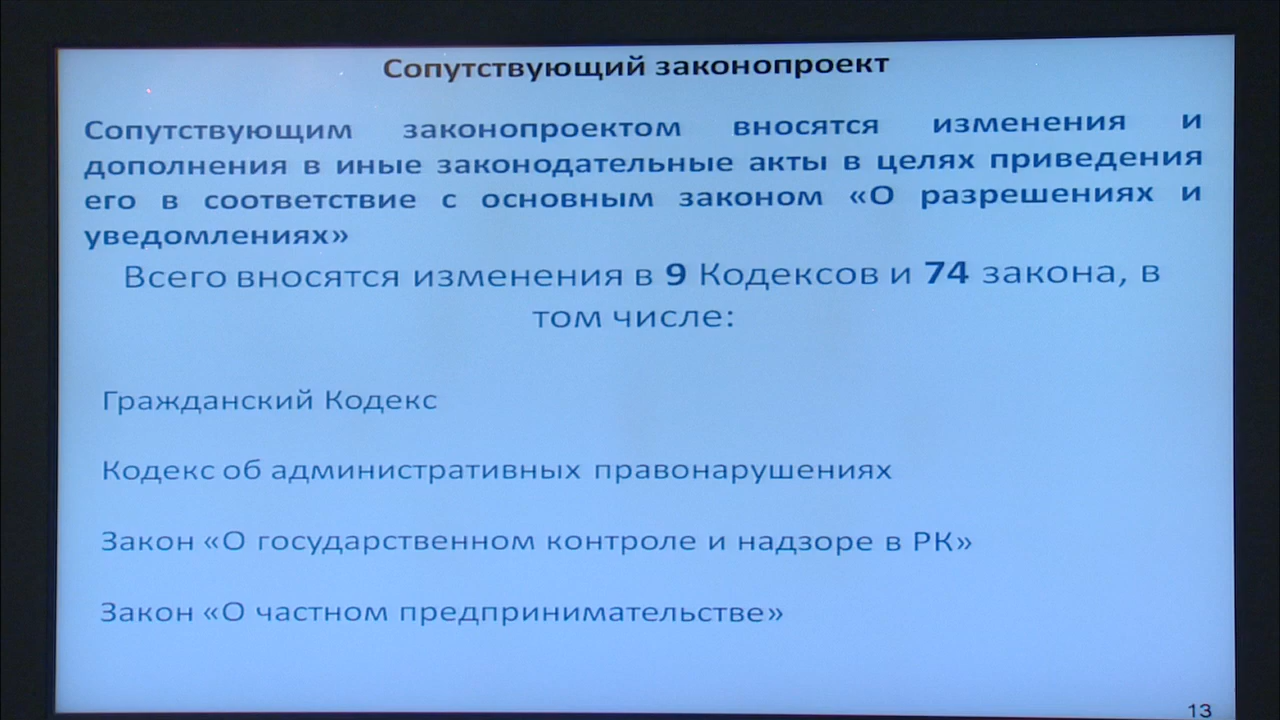 Сопутствующий законопроект
Сопутствующим законопроектом вносятся изменения и
дополнения в иные законодательные акты в целях приведения
его в соответствие с основным законом «О разрешениях и
уведомлениях»
Всего вносятся изменения в 9 Кодексов и 74 закона, в
том числе:
Гражданский Кодекс
Кодекс об административных правонарушениях
Закон «О государственном контроле и надзоре в РК»
Закон «О частном предпринимательстве»
13